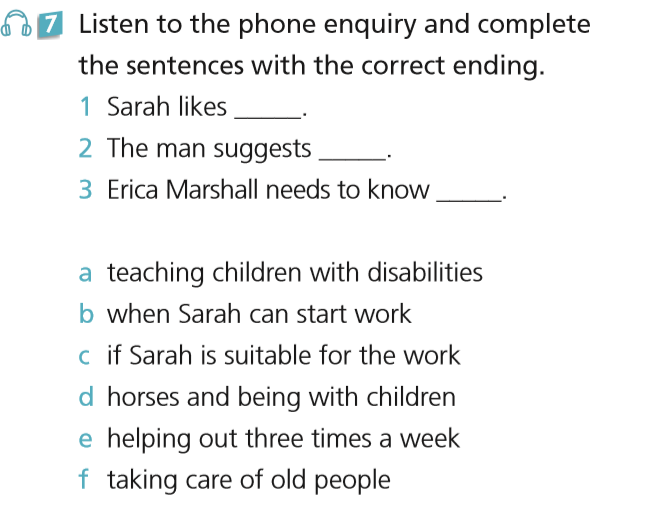 7 Listen to the phone enquiry and complete
the sentences with the correct ending.
1 Sarah likes _____.
2 The man suggests _____.
3 Erica Marshall needs to know _____.
a teaching children with disabilities
b when Sarah can start work
c if Sarah is suitable for the work
d horses and being with children
e helping out three times a week
f taking care of old people